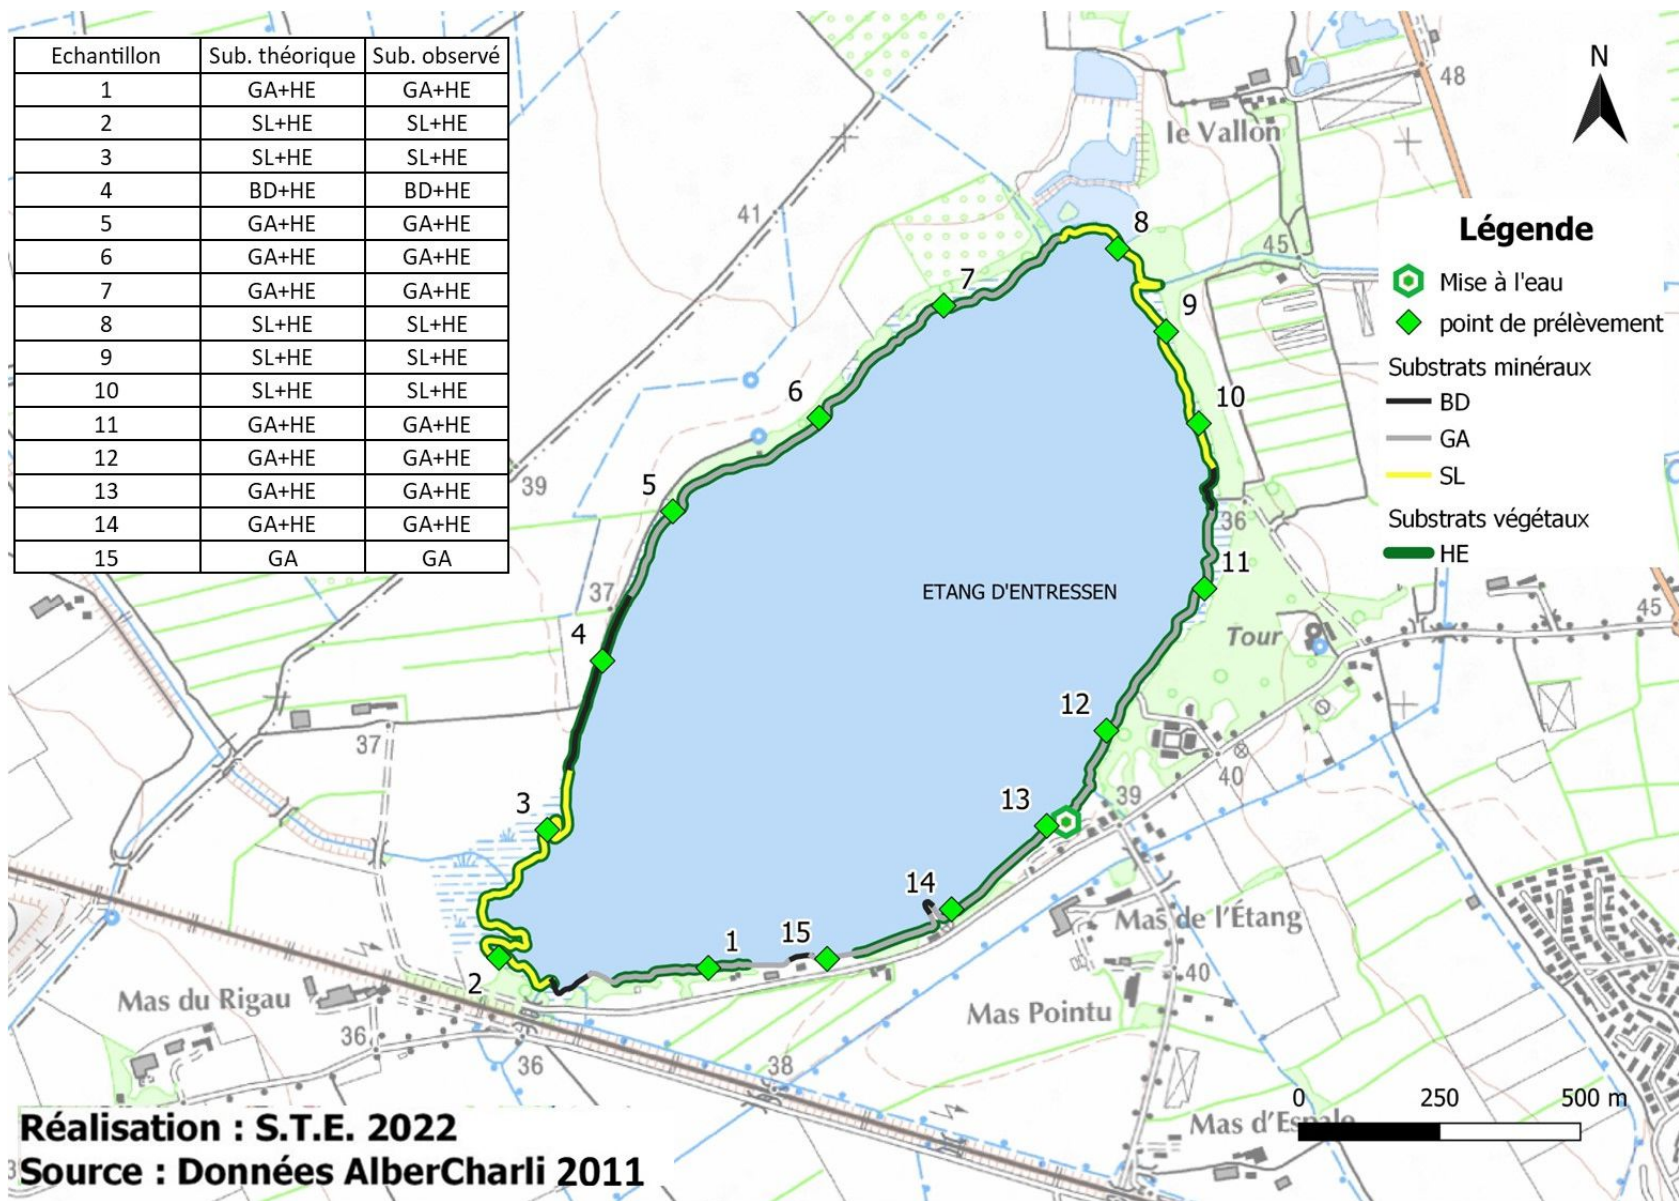 Echantillon Sub. théorique Sub. observé
1 GA+HE GA+HE
2 SL+HE SL+HE
3 SL+HE SL+HE
4 BD+HE BD+HE
5 GA+HE GA+HE
6 GA+HE GA+HE
7 GA+HE GA+HE
8 SL+HE SL+HE
9 SL+HE SL+HE
10 SL+HE SL+HE
11 GA+HE GA+HE
12 GA+HE GA+HE
13 GA+HE GA+HE
14 GA+HE GA+HE
15 GA GA
N
48
le Vallon
41
8
45
Légende
Mise à l'eau
point de prélèvement
Substrats minéraux
BD
GA
SL
Substrats végétaux
HE
7
9
6
10
39
5
36
11
37
ETANG D'ENTRESSEN
45
4
Tour
12
37
40
3
13
39
14
Mas de l'Étang
15
1
40
2
Mas du Rigau
Mas Pointu
36
36
38
0 250 500 m
Mas d'Espale
Réalisation : S.T.E. 2022
Source : Données AlberCharli 2011